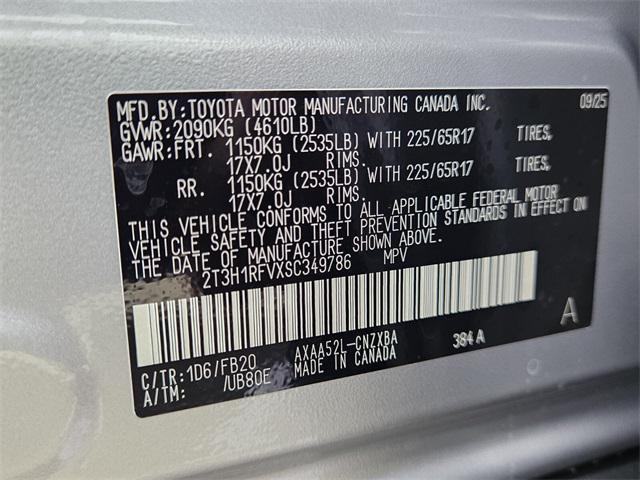 MFD.BY:TOYOTA MOTOR MANUFACTURING CANADA INC. 09/25
GVWR:2090KG (4610LB)
GAWR:FRT. 1150KG (2535LB) WITH 225/65R17 TIRES,
17X7.0J RIMS.
RR. 1150KG (2535LB) WITH 225/65R17 TIRES,
17X7.0J RIMS.
THIS VEHICLE CONFORMS TO ALL APPLICABLE FEDERAL MOTOR
VEHICLE SAFETY AND THEFT PREVENTION STANDARDS IN EFFECT ON
THE DATE OF MANUFACTURE SHOWN ABOVE.
2T3H1RFVXSC349786 MPV
A
C/TR:1D6/FB20 AXAA52L-CNZXBA 384A
A/TM: /UB80E MADE IN CANADA